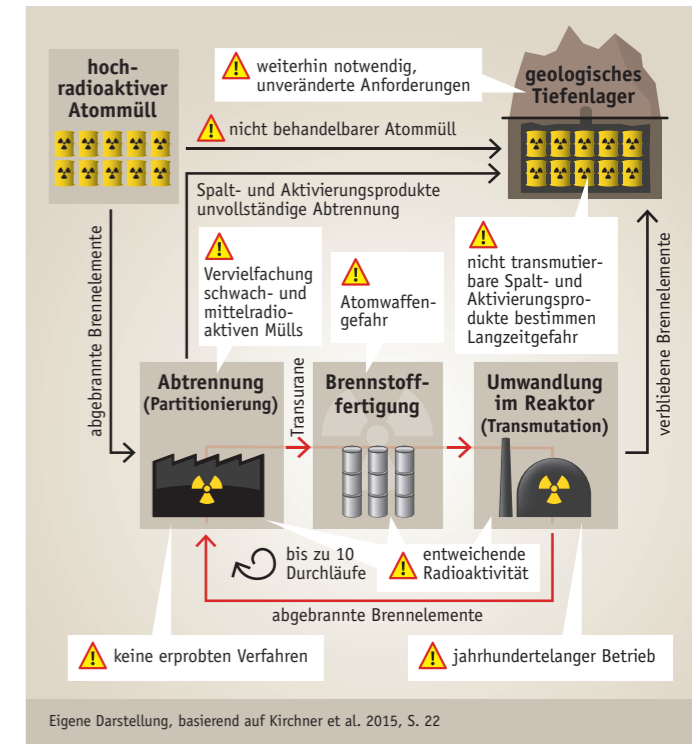 hoch-
radioaktiver
Atommüll
weiterhin notwendig,
unveränderte Anforderungen
geologisches
Tiefenlager
nicht behandelbarer Atommüll
Spalt- und Aktivierungsprodukte
unvollständige Abtrennung
abgebrannte Brennelemente
Vervielfachung
schwach- und
mittelradio-
aktiven Mülls
Atomwaffen-
gefahr
nicht transmutier-
bare Spalt- und
Aktivierungspro-
dukte bestimmen
Langzeitgefahr
verbliebene Brennelemente
Abtrennung
(Partitionierung)
Transurane
Brennstoff-
fertigung
Umwandlung
im Reaktor
(Transmutation)
bis zu 10
Durchläufe
entweichende
Radioaktivität
abgebrannte Brennelemente
keine erprobten Verfahren
jahrhundertelanger Betrieb
Eigene Darstellung, basierend auf Kirchner et al. 2015, S. 22